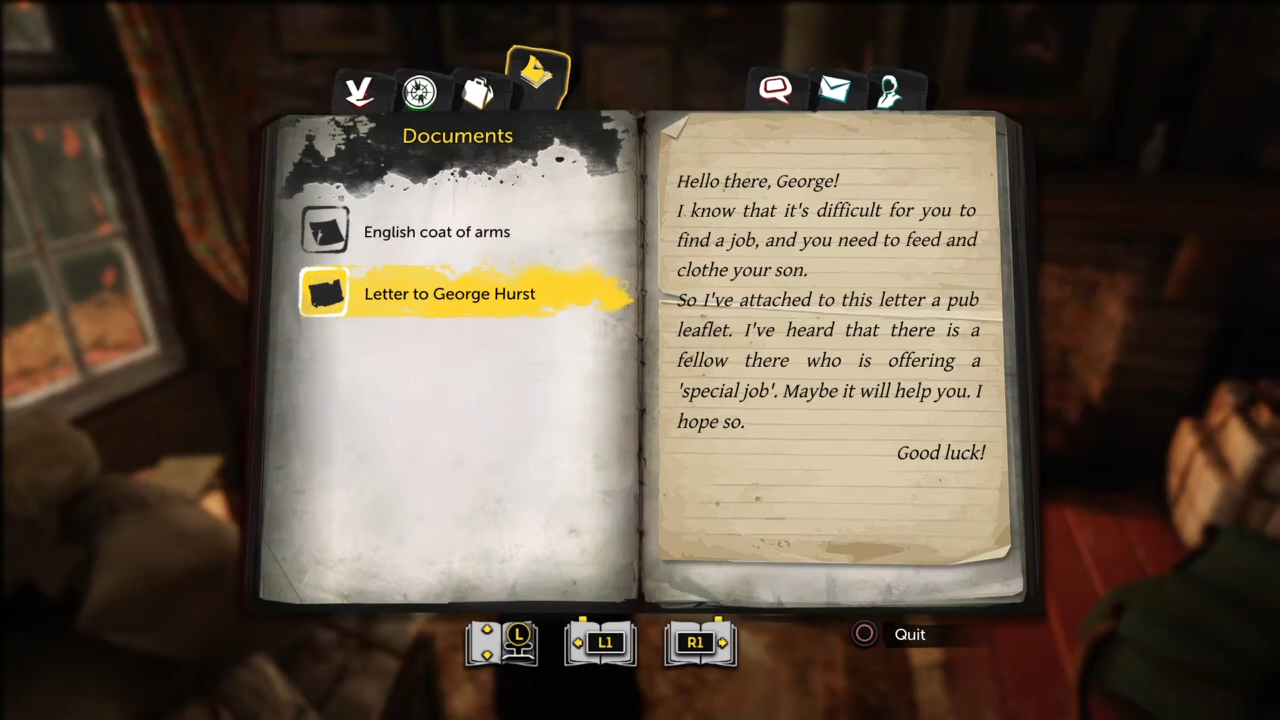 Documents
English coat of arms
Letter to George Hurst
Hello there, George!
I know that it's difficult for you to
find a job, and you need to feed and
clothe your son.
So I've attached to this letter a pub
leaflet. I've heard that there is a
fellow there who is offering a
'special job'. Maybe it will help you. I
hope so.
Good luck!
L
L1
R1
Quit